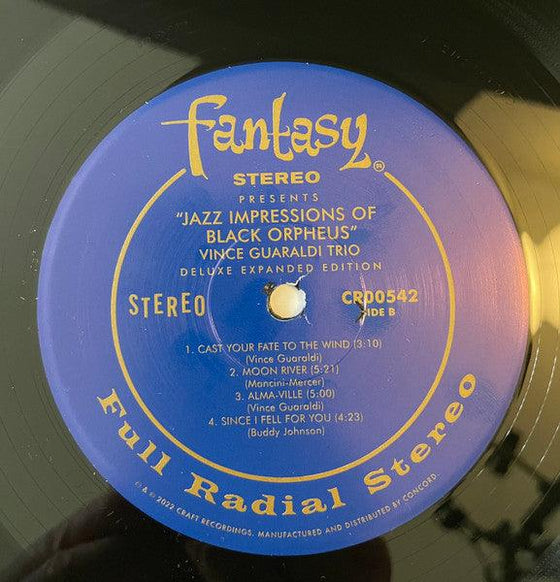 fantasy®
STEREO
PRESENTS
"JAZZ IMPRESSIONS OF
BLACK ORPHEUS"
VINCE GUARALDI TRIO
DELUXE EXPANDED EDITION
STEREO
CR00542
SIDE B
1. CAST YOUR FATE TO THE WIND (3:10)
(Vince Guaraldi)
2. MOON RIVER (5:21)
(Mancini-Mercer)
3. ALMA-VILLE (5:00)
(Vince Guaraldi)
4. SINCE I FELL FOR YOU (4:23)
(Buddy Johnson)
Full Radial Stereo
℗ & © 2022 CRAFT RECORDINGS. MANUFACTURED AND DISTRIBUTED BY CONCORD.